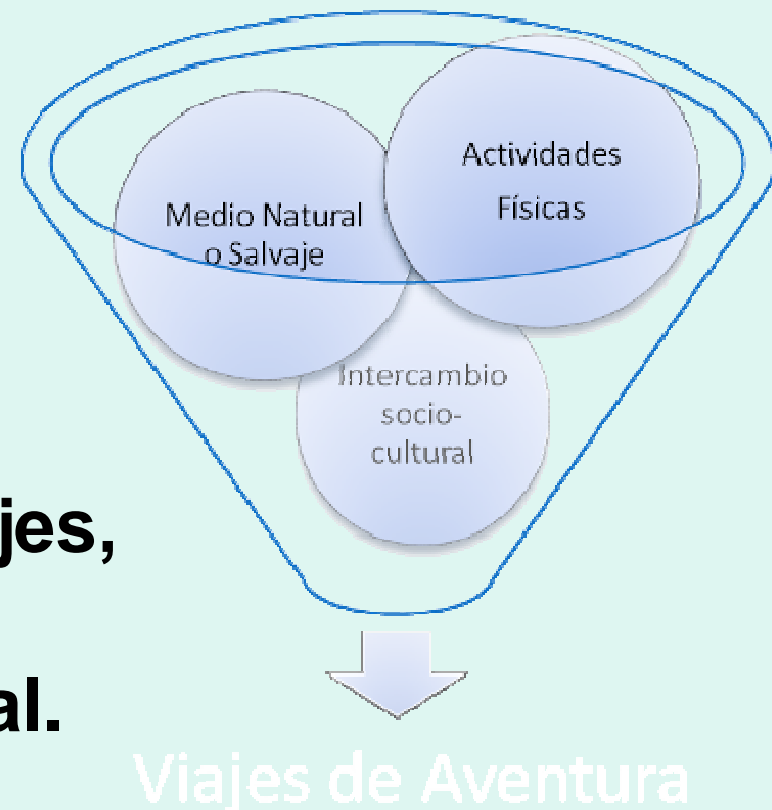 Actividades
Físicas
Medio Natural
o Salvaje
Intercambio
socio-
cultural
jes,
al.
Viajes de Aventura